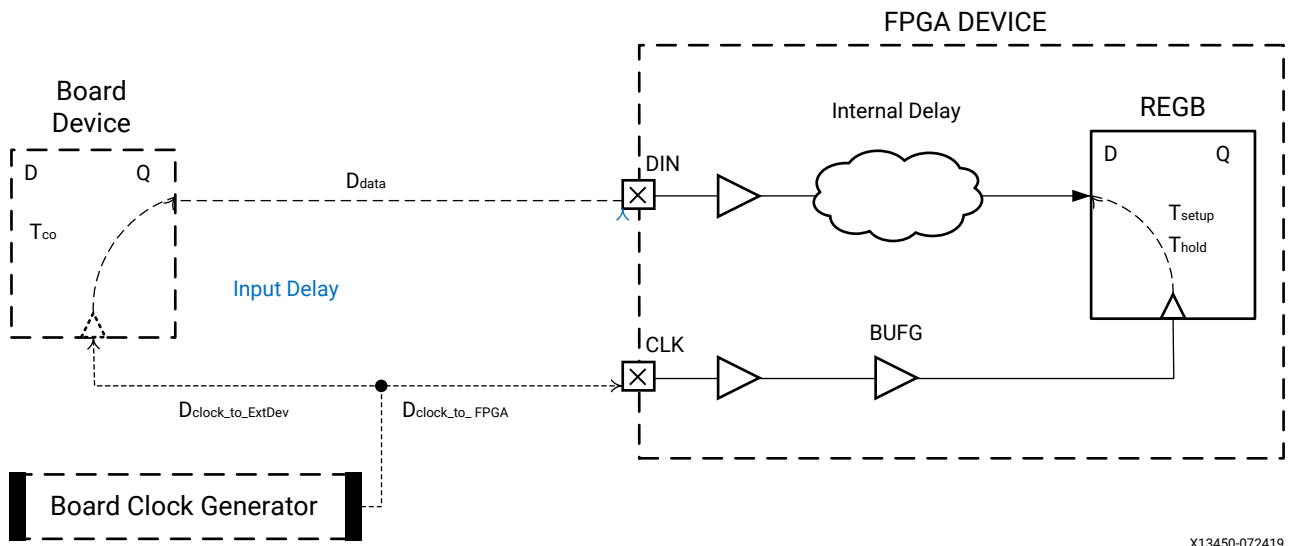 FPGA DEVICE
Board
Device
D Q
Tco
Ddata
Input Delay
DIN
Internal Delay
REGB
D Q
Tsetup
Thold
CLK
BUFG
Dclock_to_ExtDev
Dclock_to_ FPGA
Board Clock Generator
X13450-072419